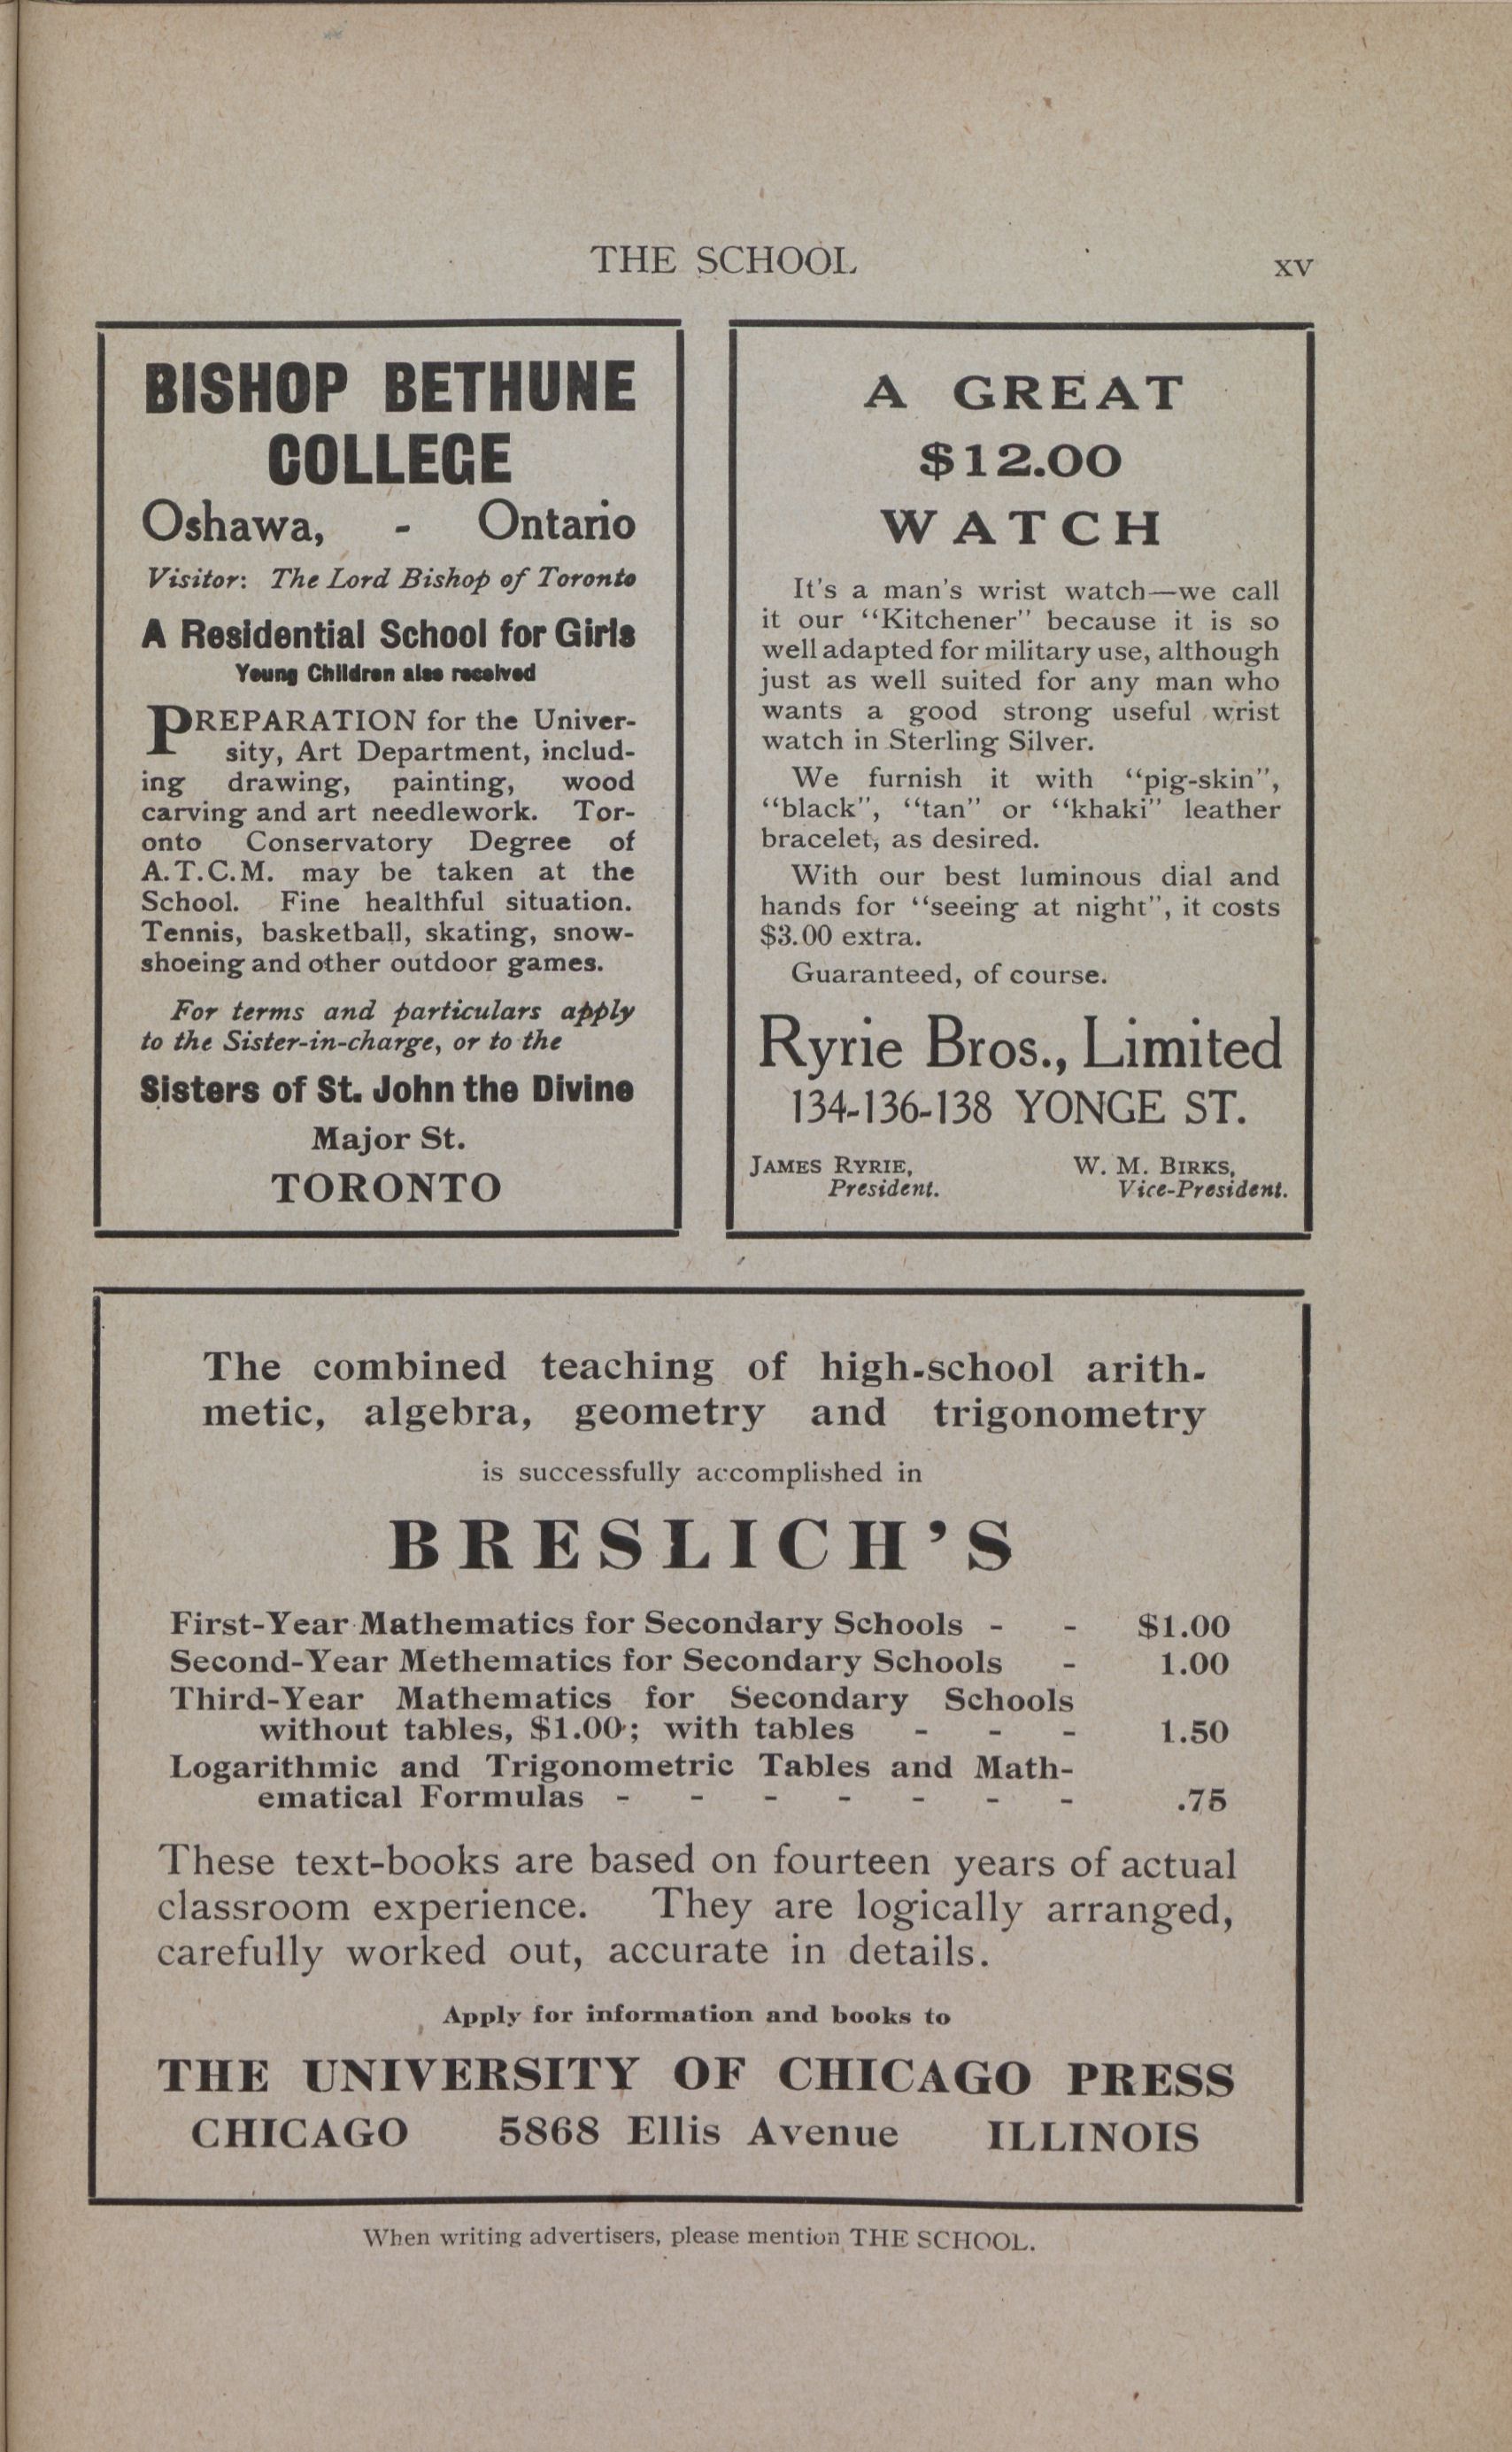 THE SCHOOL xv
BISHOP BETHUNE
COLLEGE
Oshawa, - Ontario
Visitor: The Lord Bishop of Toronto
A Residential School for Girls
Young Children also received
PREPARATION for the Univer-
sity, Art Department, includ-
ing drawing, painting, wood
carving and art needlework. Tor-
onto Conservatory Degree of
A.T.C.M. may be taken at the
School. Fine healthful situation.
Tennis, basketball, skating, snow-
shoeing and other outdoor games.
For terms and particulars apply
to the Sister-in-charge, or to the
Sisters of St. John the Divine
Major St.
TORONTO
A GREAT
$12.00
WATCH
It's a man's wrist watch—we call
it our "Kitchener" because it is so
well adapted for military use, although
just as well suited for any man who
wants a good strong useful wrist
watch in Sterling Silver.
We furnish it with "pig-skin",
"black", "tan" or "khaki" leather
bracelet, as desired.
With our best luminous dial and
hands for "seeing at night", it costs
$3.00 extra.
Guaranteed, of course.
Ryrie Bros., Limited
134-136-138 YONGE ST.
JAMES RYRIE, W. M. BIRKS,
President. Vice-President.
The combined teaching of high-school arith-
metic, algebra, geometry and trigonometry
is successfully accomplished in
BRESLICH'S
First-Year Mathematics for Secondary Schools - - $1.00
Second-Year Methematics for Secondary Schools - 1.00
Third-Year Mathematics for Secondary Schools
without tables, $1.00; with tables - - - 1.50
Logarithmic and Trigonometric Tables and Math-
ematical Formulas - - - - - - - .75
These text-books are based on fourteen years of actual
classroom experience. They are logically arranged,
carefully worked out, accurate in details.
Apply for information and books to
THE UNIVERSITY OF CHICAGO PRESS
CHICAGO 5868 Ellis Avenue ILLINOIS
When writing advertisers, please mention THE SCHOOL.